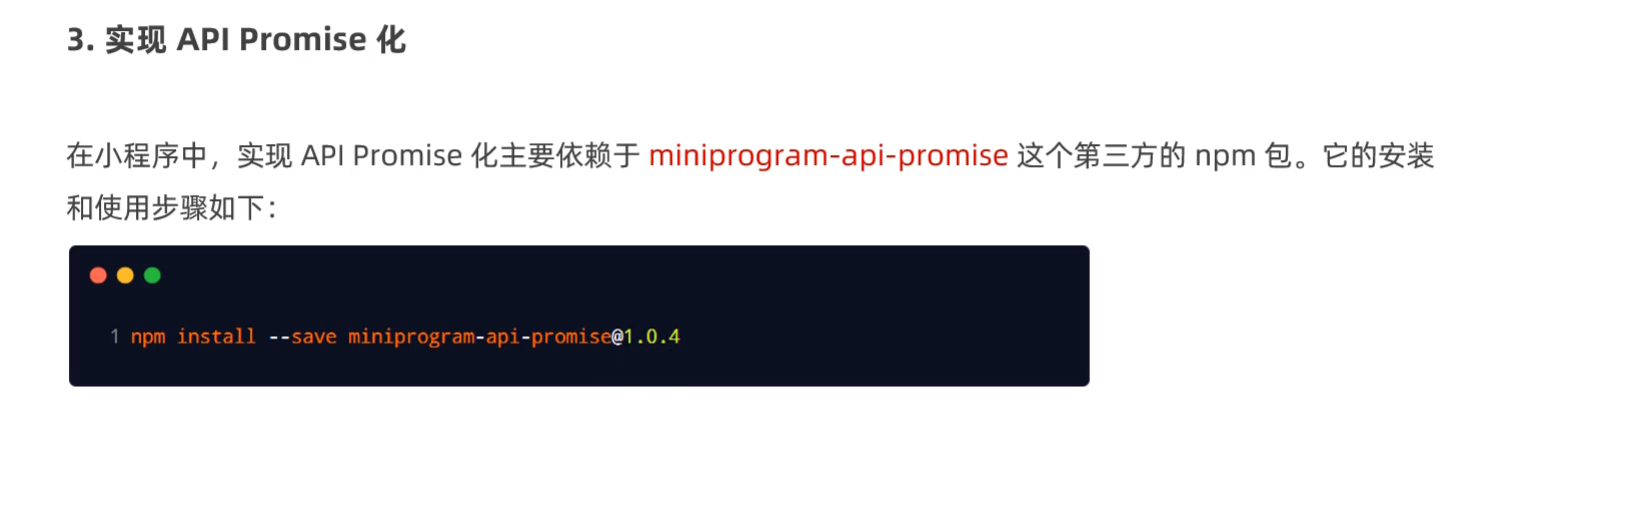 3. 实现 API Promise 化
在小程序中，实现 API Promise 化主要依赖于 miniprogram-api-promise 这个第三方的 npm 包。它的安装
和使用步骤如下：
1 npm install --save miniprogram-api-promise@1.0.4